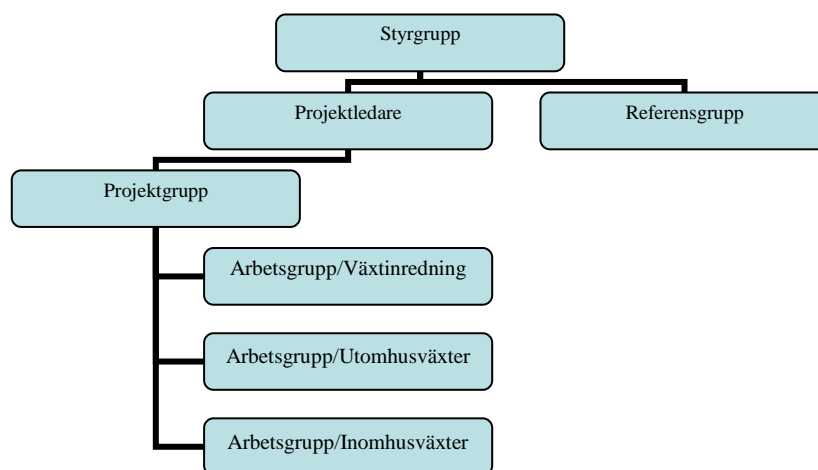 Styrgrupp
Projektledare
Referensgrupp
Projektgrupp
Arbetsgrupp/Växtinredning
Arbetsgrupp/Utomhusväxter
Arbetsgrupp/Inomhusväxter